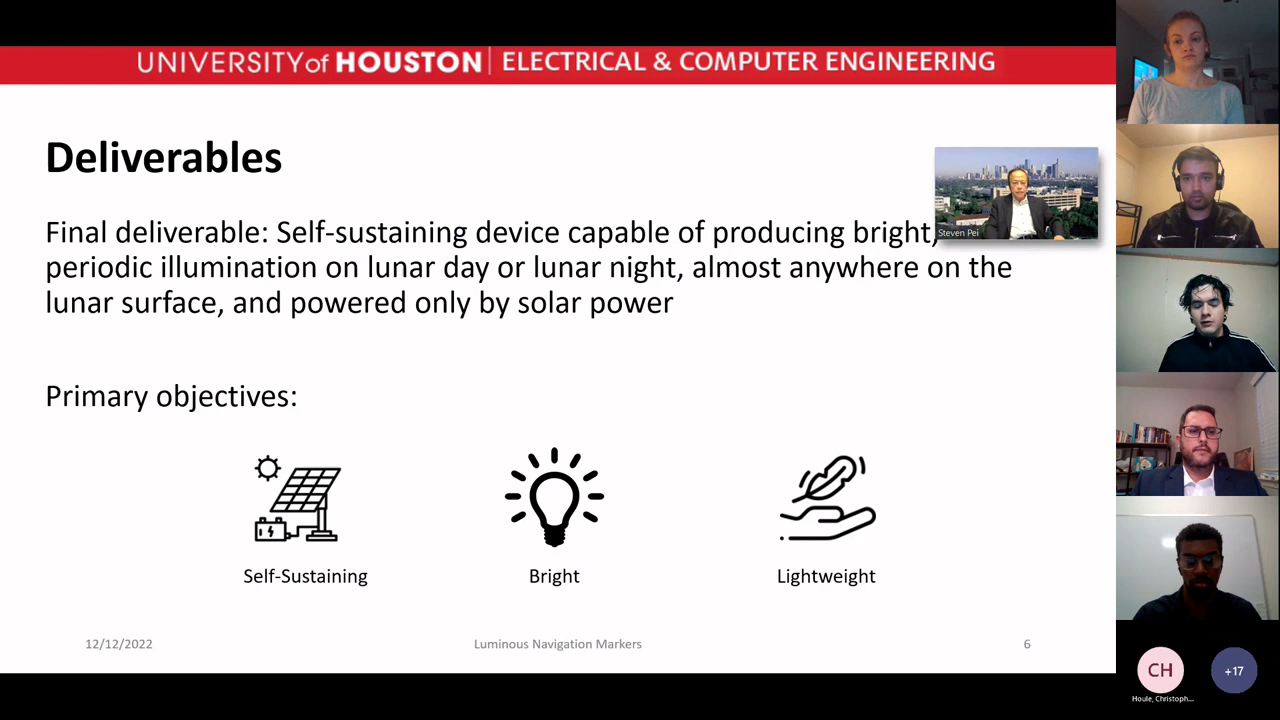 UNIVERSITY of HOUSTON | ELECTRICAL & COMPUTER ENGINEERING
Deliverables
Steven Pei
Final deliverable: Self-sustaining device capable of producing bright,
periodic illumination on lunar day or lunar night, almost anywhere on the
lunar surface, and powered only by solar power
Primary objectives:
Self-Sustaining
Bright
Lightweight
12/12/2022
Luminous Navigation Markers
6
CH
+17
Houle, Christoph...